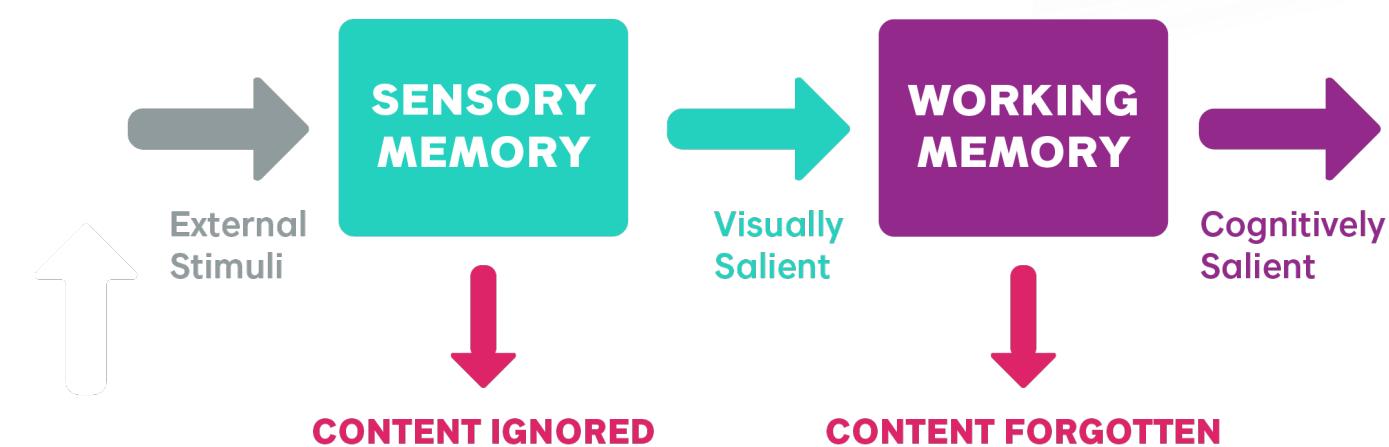 SENSORY
MEMORY
WORKING
MEMORY
External
Stimuli
Visually
Salient
Cognitively
Salient
CONTENT IGNORED
CONTENT FORGOTTEN